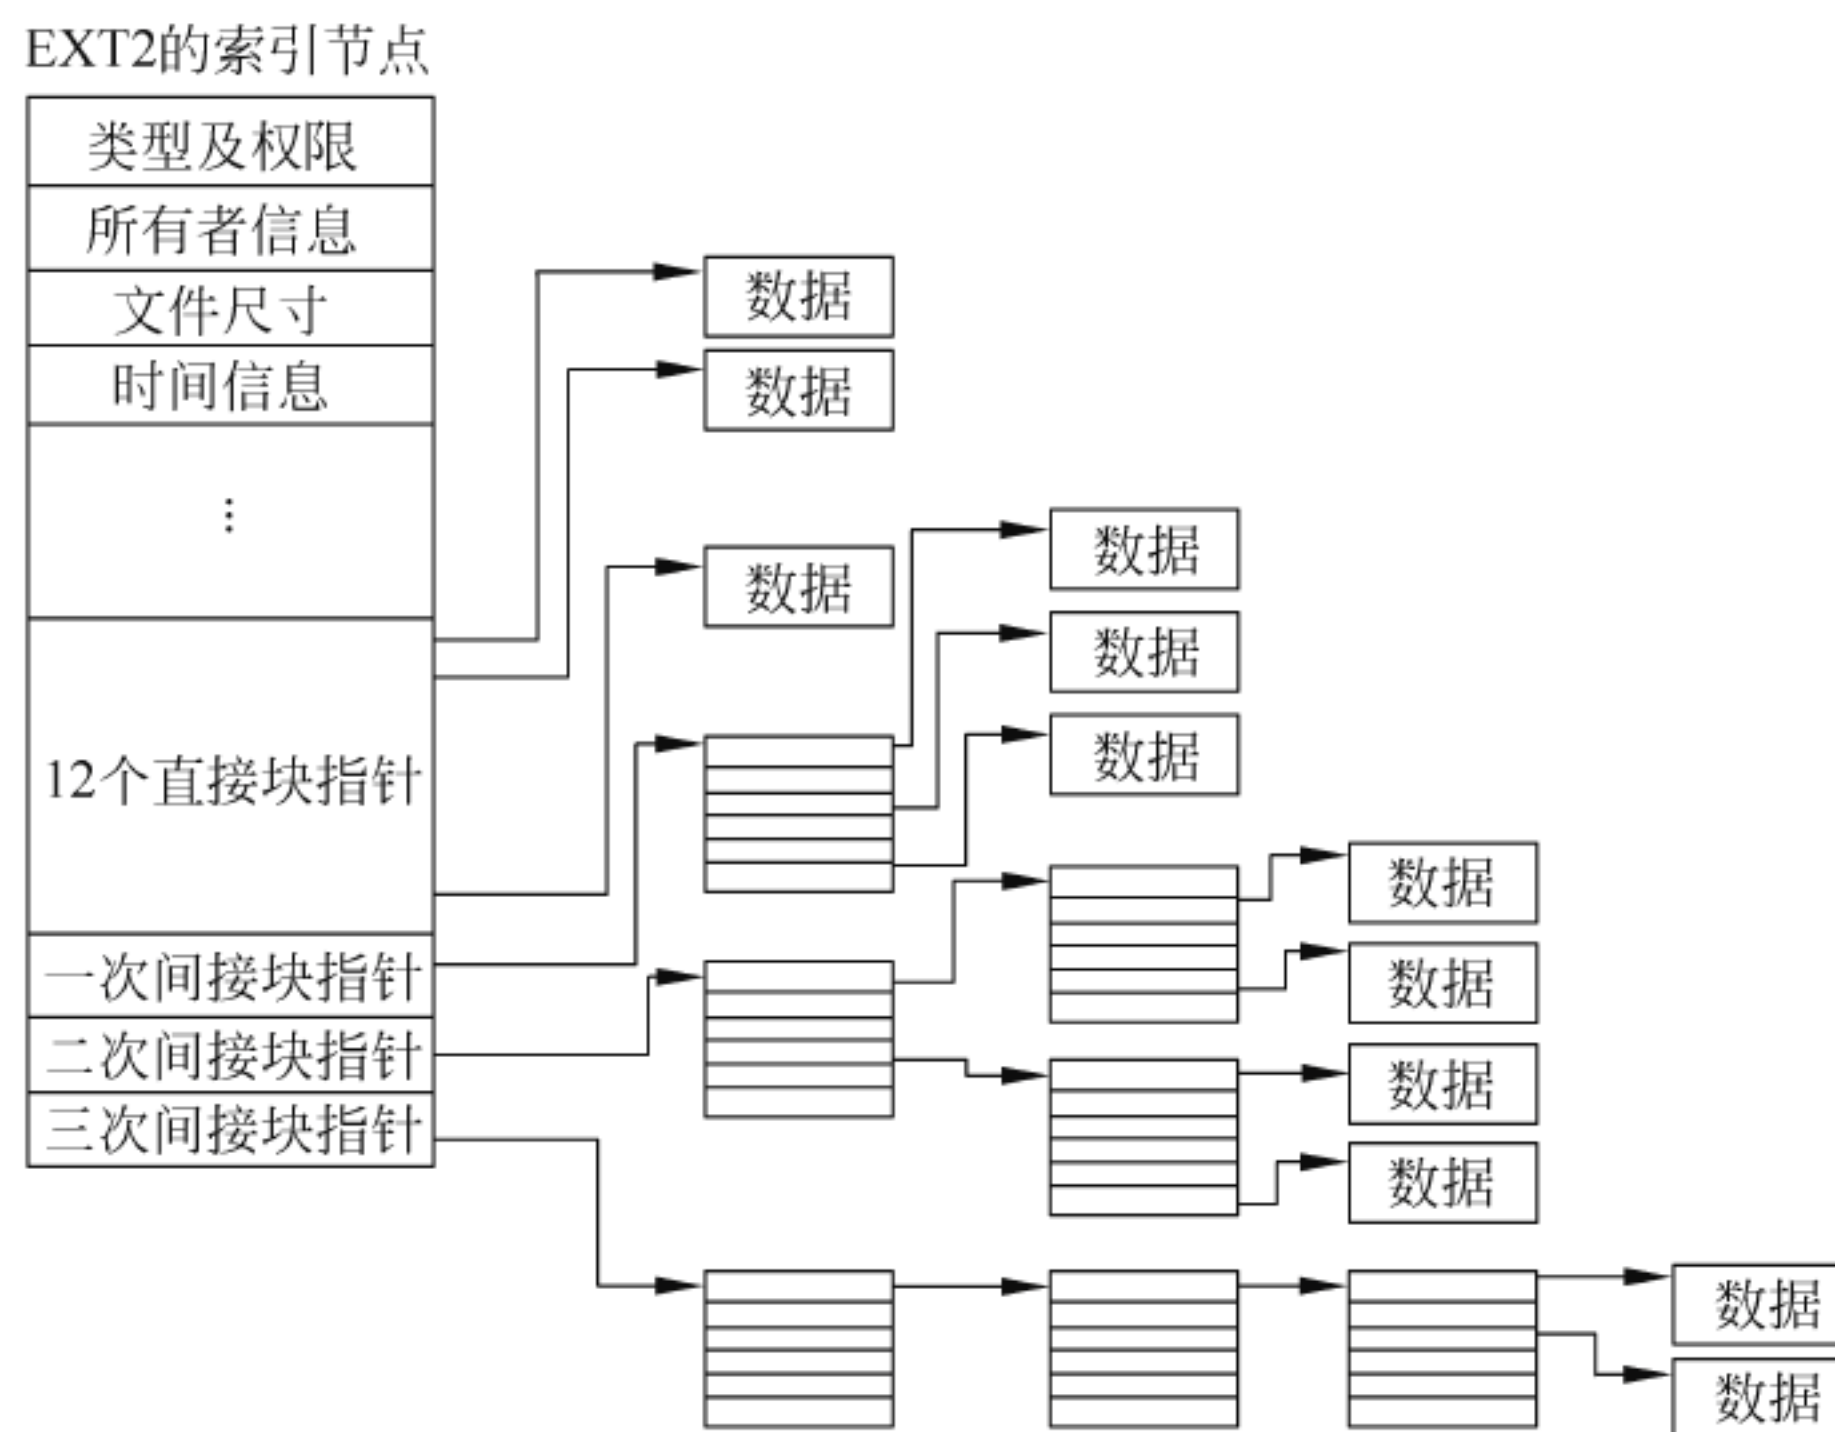 EXT2的索引节点
类型及权限
所有者信息
文件尺寸
时间信息
⋮
12个直接块指针
一次间接块指针
二次间接块指针
三次间接块指针
数据
数据
数据
数据
数据
数据
数据
数据
数据
数据
数据
数据